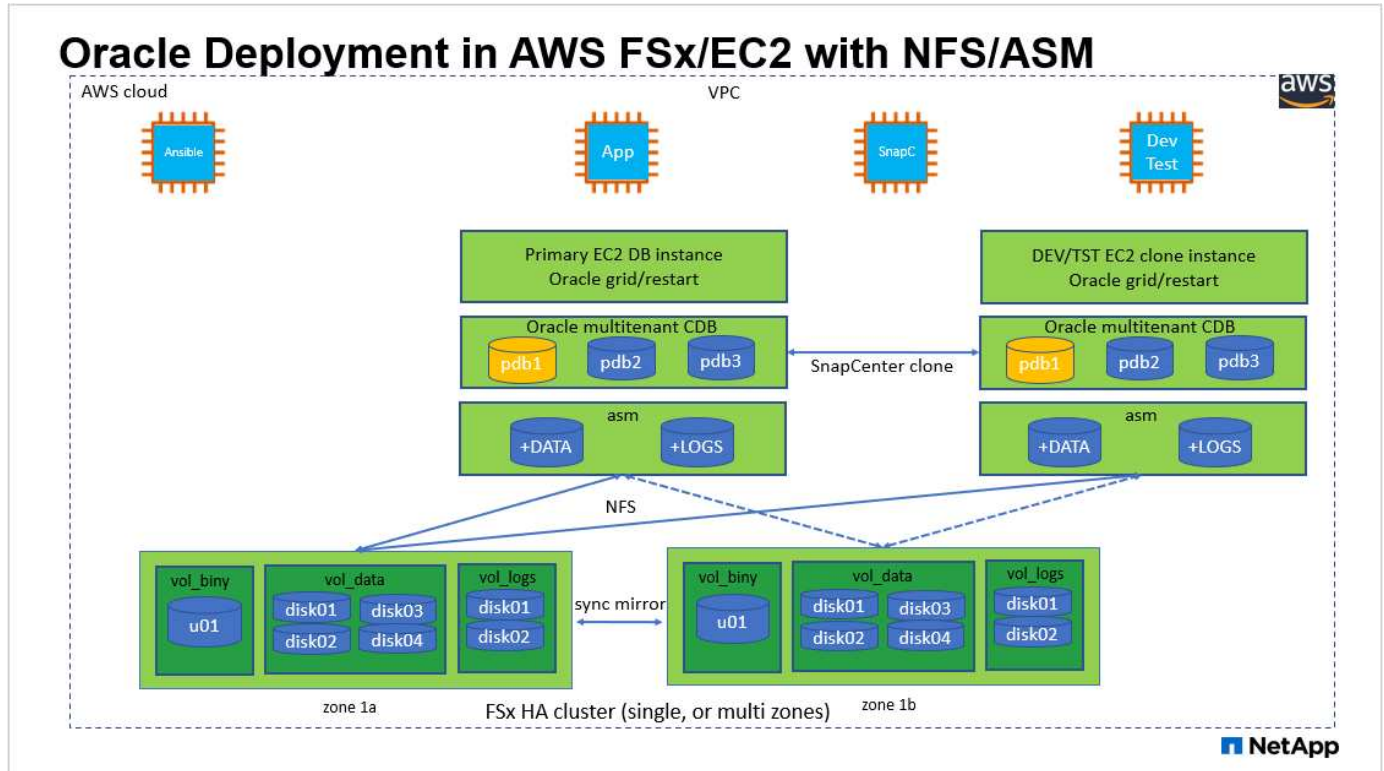 Oracle Deployment in AWS FSx/EC2 with NFS/ASM
AWS cloud
VPC
aws
Ansible
App
SnapC
Dev
Test
Primary EC2 DB instance
Oracle grid/restart
DEV/TST EC2 clone instance
Oracle grid/restart
Oracle multitenant CDB
pdb1
pdb2
pdb3
SnapCenter clone
Oracle multitenant CDB
pdb1
pdb2
pdb3
asm
+DATA
+LOGS
asm
+DATA
+LOGS
NFS
vol_biny
u01
vol_data
disk01
disk03
disk02
disk04
vol_logs
disk01
disk02
sync mirror
vol_biny
u01
vol_data
disk01
disk03
disk02
disk04
vol_logs
disk01
disk02
zone 1a
FSx HA cluster (single, or multi zones)
zone 1b
NetApp